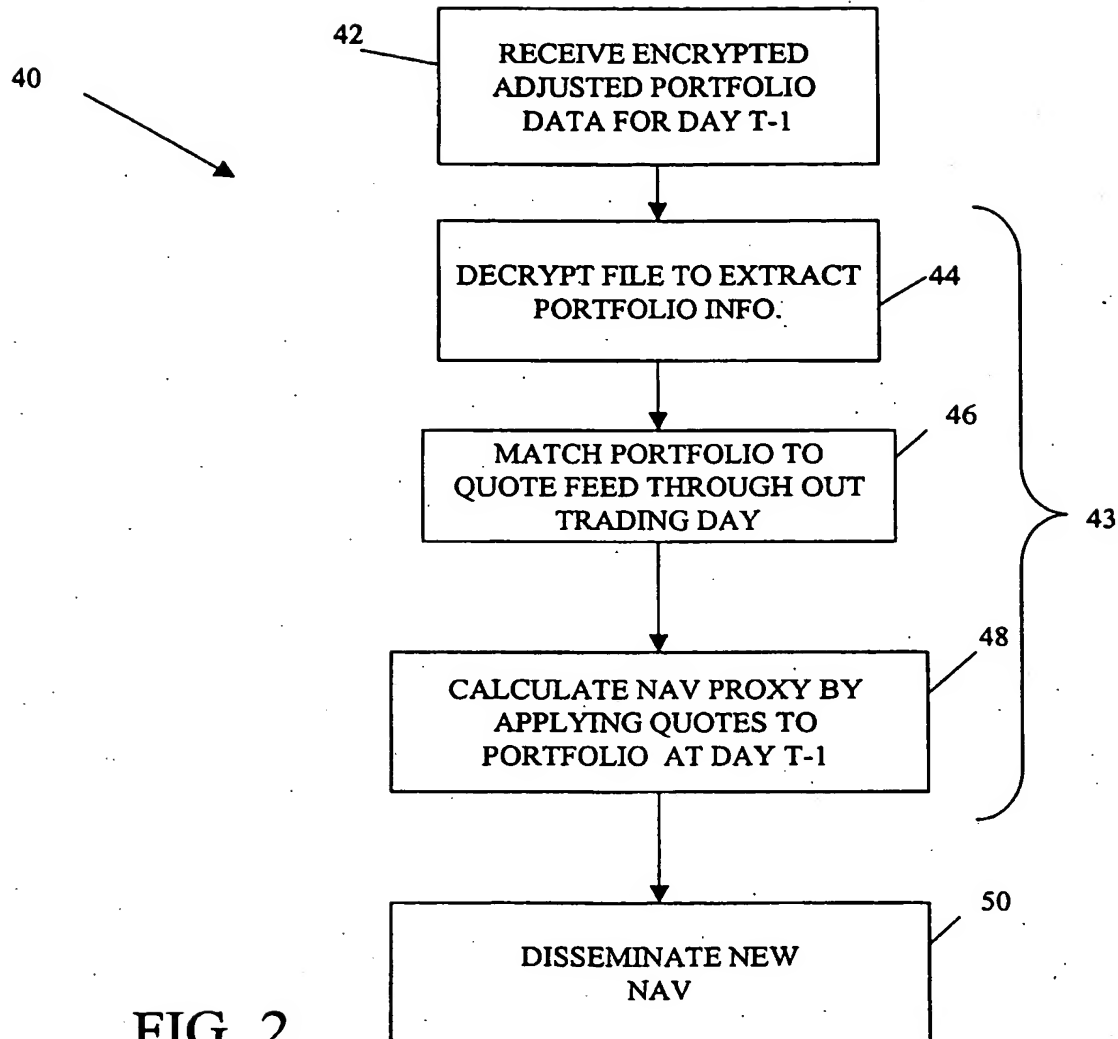 42
RECEIVE ENCRYPTED
ADJUSTED PORTFOLIO
DATA FOR DAY T-1
40
DECRYPT FILE TO EXTRACT
PORTFOLIO INFO.
44
MATCH PORTFOLIO TO
QUOTE FEED THROUGH OUT
TRADING DAY
46
43
CALCULATE NAV PROXY BY
APPLYING QUOTES TO
PORTFOLIO AT DAY T-1
48
DISSEMINATE NEW
NAV
50
FIG. 2